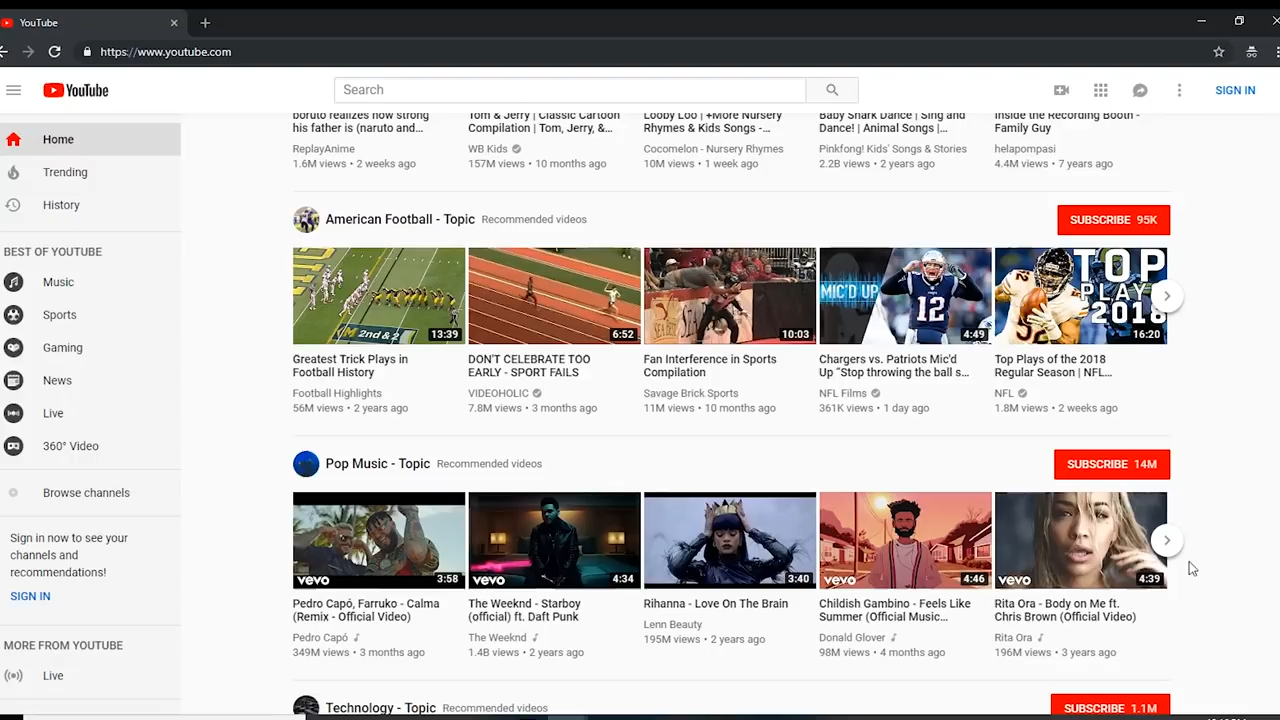 YouTube
https://www.youtube.com
YouTube
Search
SIGN IN
Home
Trending
History
BEST OF YOUTUBE
Music
Sports
Gaming
News
Live
360° Video
Browse channels
Sign in now to see your
channels and
recommendations!
SIGN IN
MORE FROM YOUTUBE
Live
boruto realizes how strong
his father is (naruto and...
ReplayAnime
1.6M views • 2 weeks ago
Tom & Jerry | Classic Cartoon
Compilation | Tom, Jerry, &...
WB Kids
157M views • 10 months ago
Looby Loo | +More Nursery
Rhymes & Kids Songs -...
Cocomelon - Nursery Rhymes
10M views • 1 week ago
Baby Shark Dance | Sing and
Dance! | Animal Songs |...
Pinkfong! Kids' Songs & Stories
2.2B views • 2 years ago
Inside the Recording Booth -
Family Guy
helapompasi
4.4M views • 7 years ago
American Football - Topic Recommended videos
SUBSCRIBE 95K
2nd & 2
13:39
Greatest Trick Plays in
Football History
Football Highlights
56M views • 2 years ago
6:52
DON'T CELEBRATE TOO
EARLY - SPORT FAILS
VIDEOHOLIC
7.8M views • 3 months ago
10:03
Fan Interference in Sports
Compilation
Savage Brick Sports
11M views • 10 months ago
MIC'D UP
12
4:49
Chargers vs. Patriots Mic'd
Up "Stop throwing the ball s...
NFL Films
361K views • 1 day ago
TOP
PLAY
2018
16:20
Top Plays of the 2018
Regular Season | NFL...
NFL
1.8M views • 2 weeks ago
Pop Music - Topic Recommended videos
SUBSCRIBE 14M
vevo
3:58
Pedro Capó, Farruko - Calma
(Remix - Official Video)
Pedro Capó
349M views • 3 months ago
vevo
4:34
The Weeknd - Starboy
(official) ft. Daft Punk
The Weeknd
1.4B views • 2 years ago
3:40
Rihanna - Love On The Brain
Lenn Beauty
195M views • 2 years ago
vevo
4:46
Childish Gambino - Feels Like
Summer (Official Music...
Donald Glover
98M views • 4 months ago
vevo
4:39
Rita Ora - Body on Me ft.
Chris Brown (Official Video)
Rita Ora
196M views • 3 years ago
Technology - Topic Recommended videos
SUBSCRIBE 1.1M